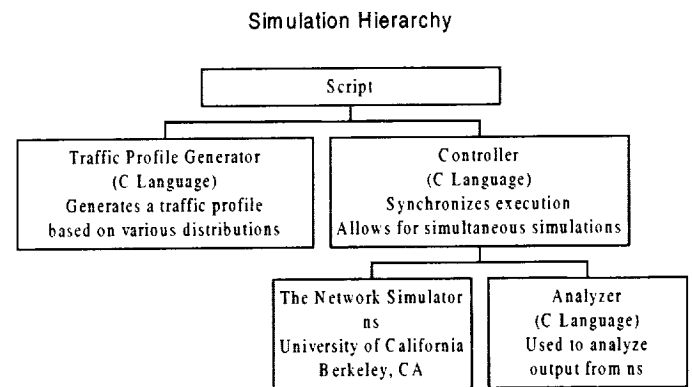 Simulation Hierarchy
Script
Traffic Profile Generator
(C Language)
Generates a traffic profile
based on various distributions
Controller
(C Language)
Synchronizes execution
Allows for simultaneous simulations
The Network Simulator
ns
University of California
Berkeley, CA
Analyzer
(C Language)
Used to analyze
output from ns